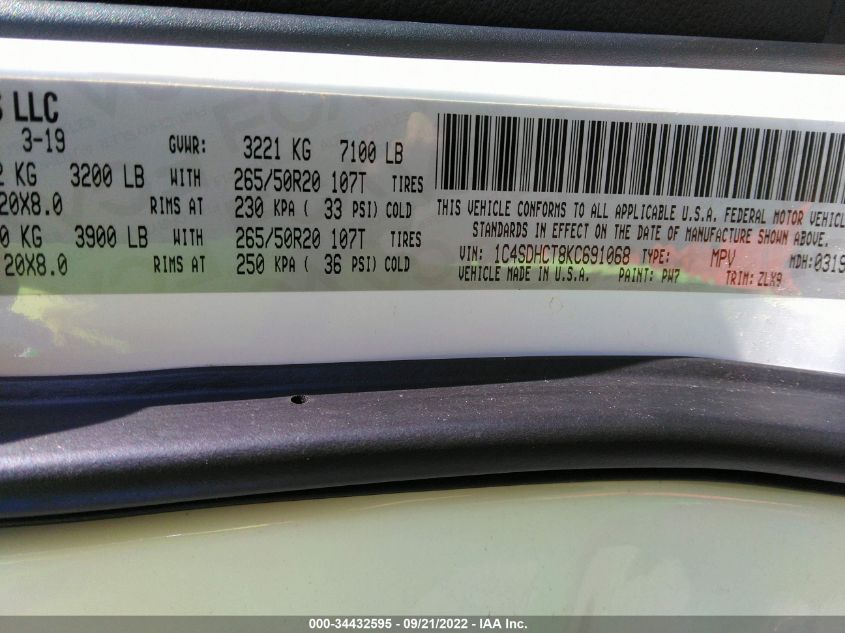 S LLC
3-19 GVWR: 3221 KG 7100 LB
KG 3200 LB WITH 265/50R20 107T TIRES
20X8.0 RIMS AT 230 KPA ( 33 PSI) COLD
0 KG 3900 LB WITH 265/50R20 107T TIRES
20X8.0 RIMS AT 250 KPA ( 36 PSI) COLD
THIS VEHICLE CONFORMS TO ALL APPLICABLE U.S.A. FEDERAL MOTOR VEHICL
STANDARDS IN EFFECT ON THE DATE OF MANUFACTURE SHOWN ABOVE.
VIN: 1C4SDHCT8KC691068 TYPE: MPV MDH:0319
VEHICLE MADE IN U.S.A. PAINT: PW7 TRIM: ZLX9
000-34432595 - 09/21/2022 - IAA Inc.